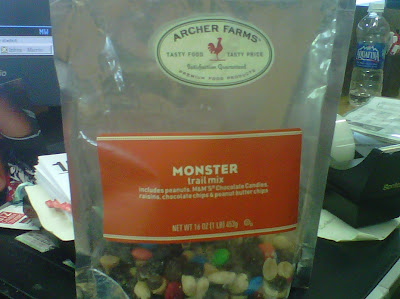 ARCHER FARMS®
TASTY FOOD TASTY PRICE
Satisfaction Guaranteed
PREMIUM FOOD PRODUCTS
MONSTER
trail mix
includes peanuts, M&M'S® Chocolate Candies,
raisins, chocolate chips & peanut butter chips
NET WT 16 OZ (1 LB) 453g
AQUAFINA